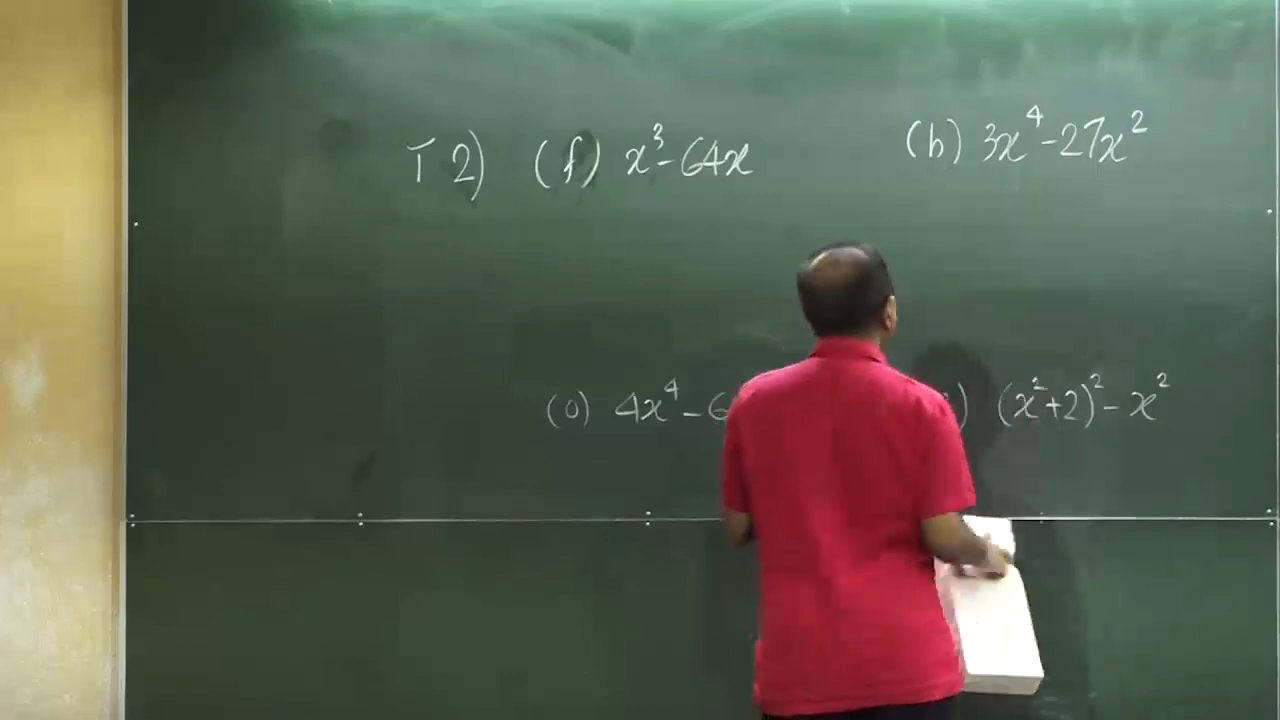 T 2) (f) x³-64x (h) 3x⁴-27x²
(o) 4x⁴-6 ) (x²+2)²-x²